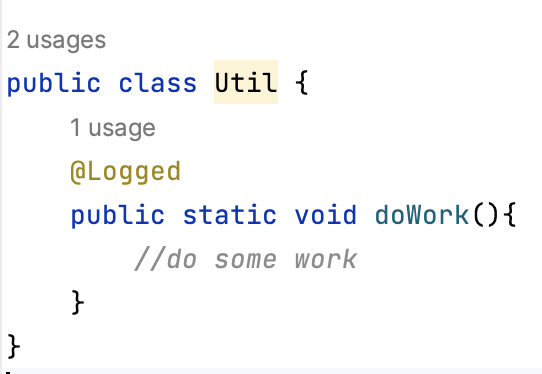 2 usages
public class Util {
1 usage
@Logged
public static void doWork(){
//do some work
}
}